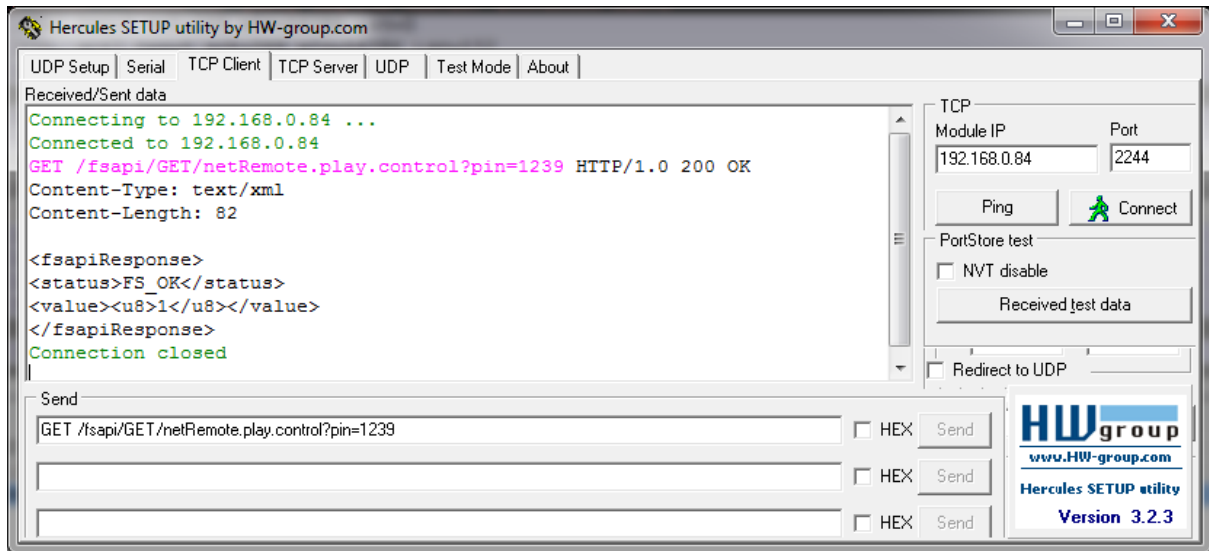 Hercules SETUP utility by HW-group.com
UDP Setup Serial TCP Client TCP Server UDP Test Mode About
Received/Sent data
Connecting to 192.168.0.84 ...
Connected to 192.168.0.84
GET /fsapi/GET/netRemote.play.control?pin=1239 HTTP/1.0 200 OK
Content-Type: text/xml
Content-Length: 82
<fsapiResponse>
<status>FS_OK</status>
<value><u8>1</u8></value>
</fsapiResponse>
Connection closed
TCP
Module IP Port
192.168.0.84 2244
Ping Connect
PortStore test
NVT disable
Received test data
Redirect to UDP
Send
GET /fsapi/GET/netRemote.play.control?pin=1239 HEX Send
HEX Send
HEX Send
HW group
www.HW-group.com
Hercules SETUP utility
Version 3.2.3